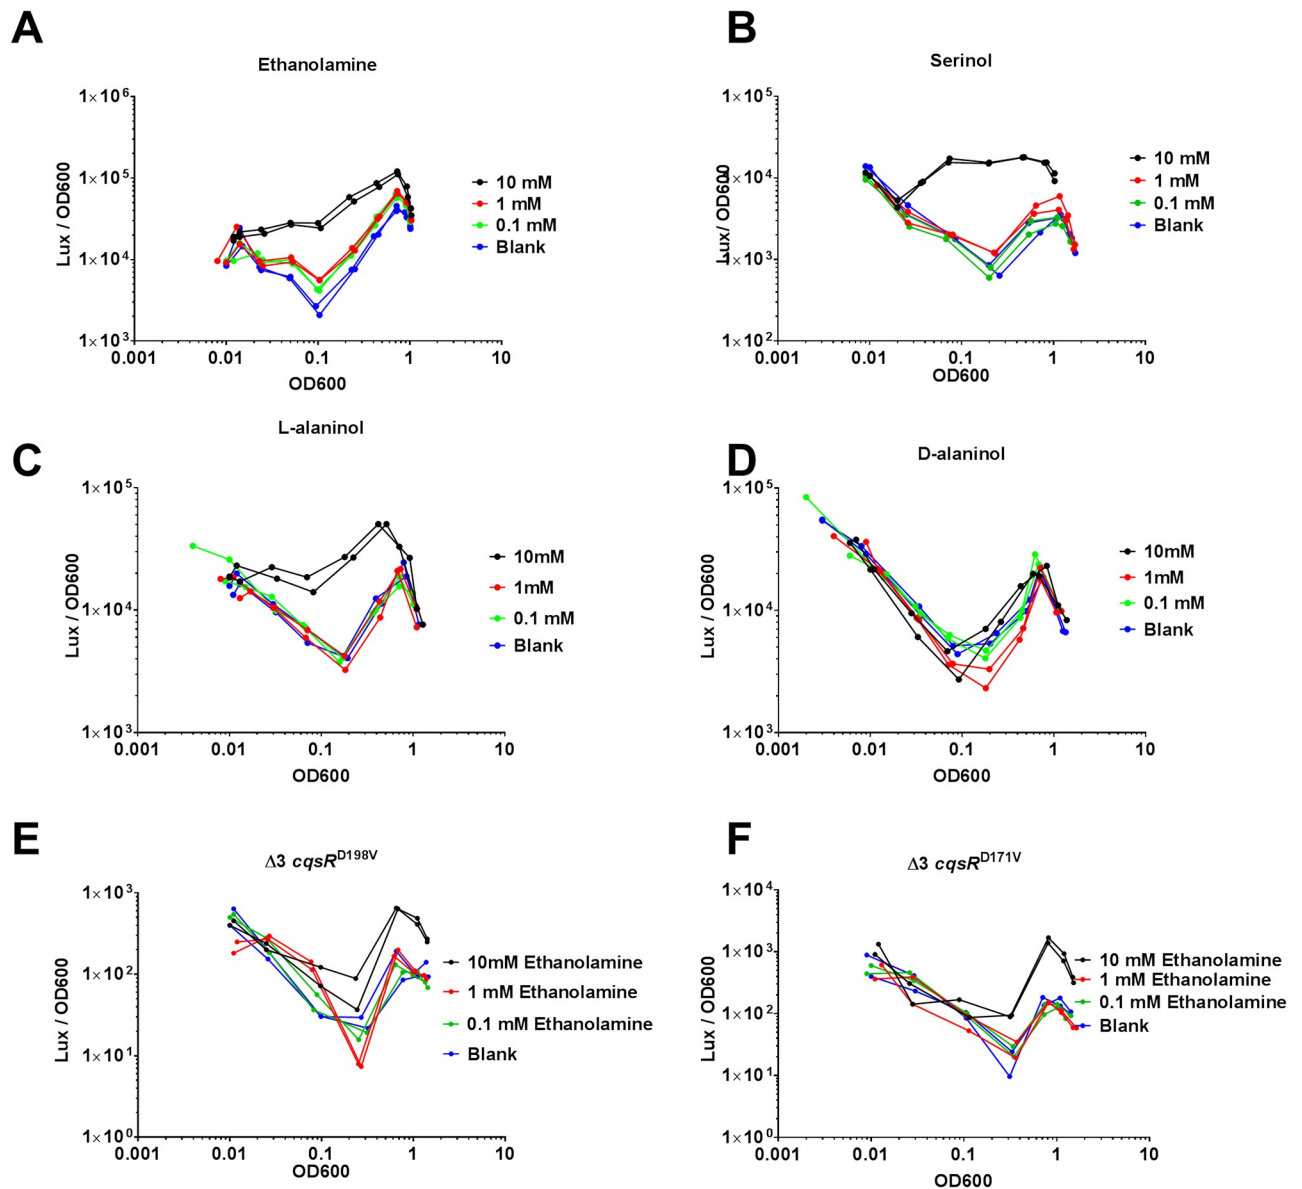 A
Ethanolamine
1×10⁶
1×10⁵
1×10⁴
1×10³
Lux / OD600
0.001 0.01 0.1 1 10
OD600
10 mM
1 mM
0.1 mM
Blank
B
Serinol
1×10⁵
1×10⁴
1×10³
1×10²
Lux/ OD600
0.001 0.01 0.1 1 10
OD600
10 mM
1 mM
0.1 mM
Blank
C
L-alaninol
1×10⁵
1×10⁴
1×10³
Lux / OD600
0.001 0.01 0.1 1 10
OD600
10mM
1mM
0.1 mM
Blank
D
D-alaninol
1×10⁵
1×10⁴
1×10³
Lux / OD600
0.001 0.01 0.1 1 10
OD600
10mM
1mM
0.1 mM
Blank
E
Δ3 cqsR^D198V
1×10³
1×10²
1×10¹
1×10⁰
Lux / OD600
0.001 0.01 0.1 1 10
OD600
10mM Ethanolamine
1 mM Ethanolamine
0.1 mM Ethanolamine
Blank
F
Δ3 cqsR^D171V
1×10⁴
1×10³
1×10²
1×10¹
1×10⁰
Lux / OD600
0.001 0.01 0.1 1 10
OD600
10 mM Ethanolamine
1 mM Ethanolamine
0.1 mM Ethanolamine
Blank